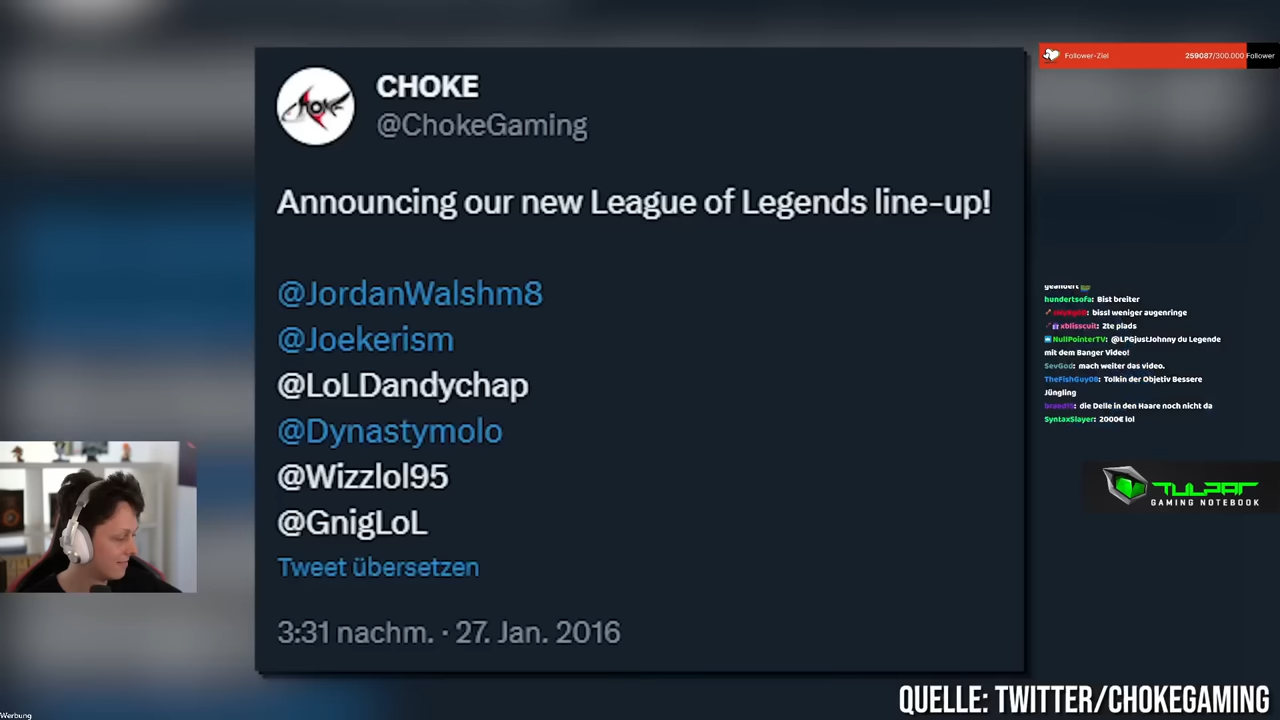 CHOKE
@ChokeGaming
Announcing our new League of Legends line-up!
@JordanWalshm8
@Joekerism
@LoLDandychap
@Dynastymolo
@Wizzlol95
@GnigLoL
Tweet übersetzen
3:31 nachm. · 27. Jan. 2016
QUELLE: TWITTER/CHOKEGAMING
Follower-Ziel 259087/300.000 Follower
geändert
hundertsofa: Bist breiter
: bissl weniger augenringe
xblisscuit: 2te plads
NullPointerTV: @LPGjustJohnny du Legende
mit dem Banger Video!
SevGod: mach weiter das video.
TheFishGuy08: Tolkin der Objetiv Bessere
Jüngling
: die Delle in den Haare noch nicht da
SyntaxSlayer: 2000€ lol
TULPAR
GAMING NOTEBOOK
Werbung